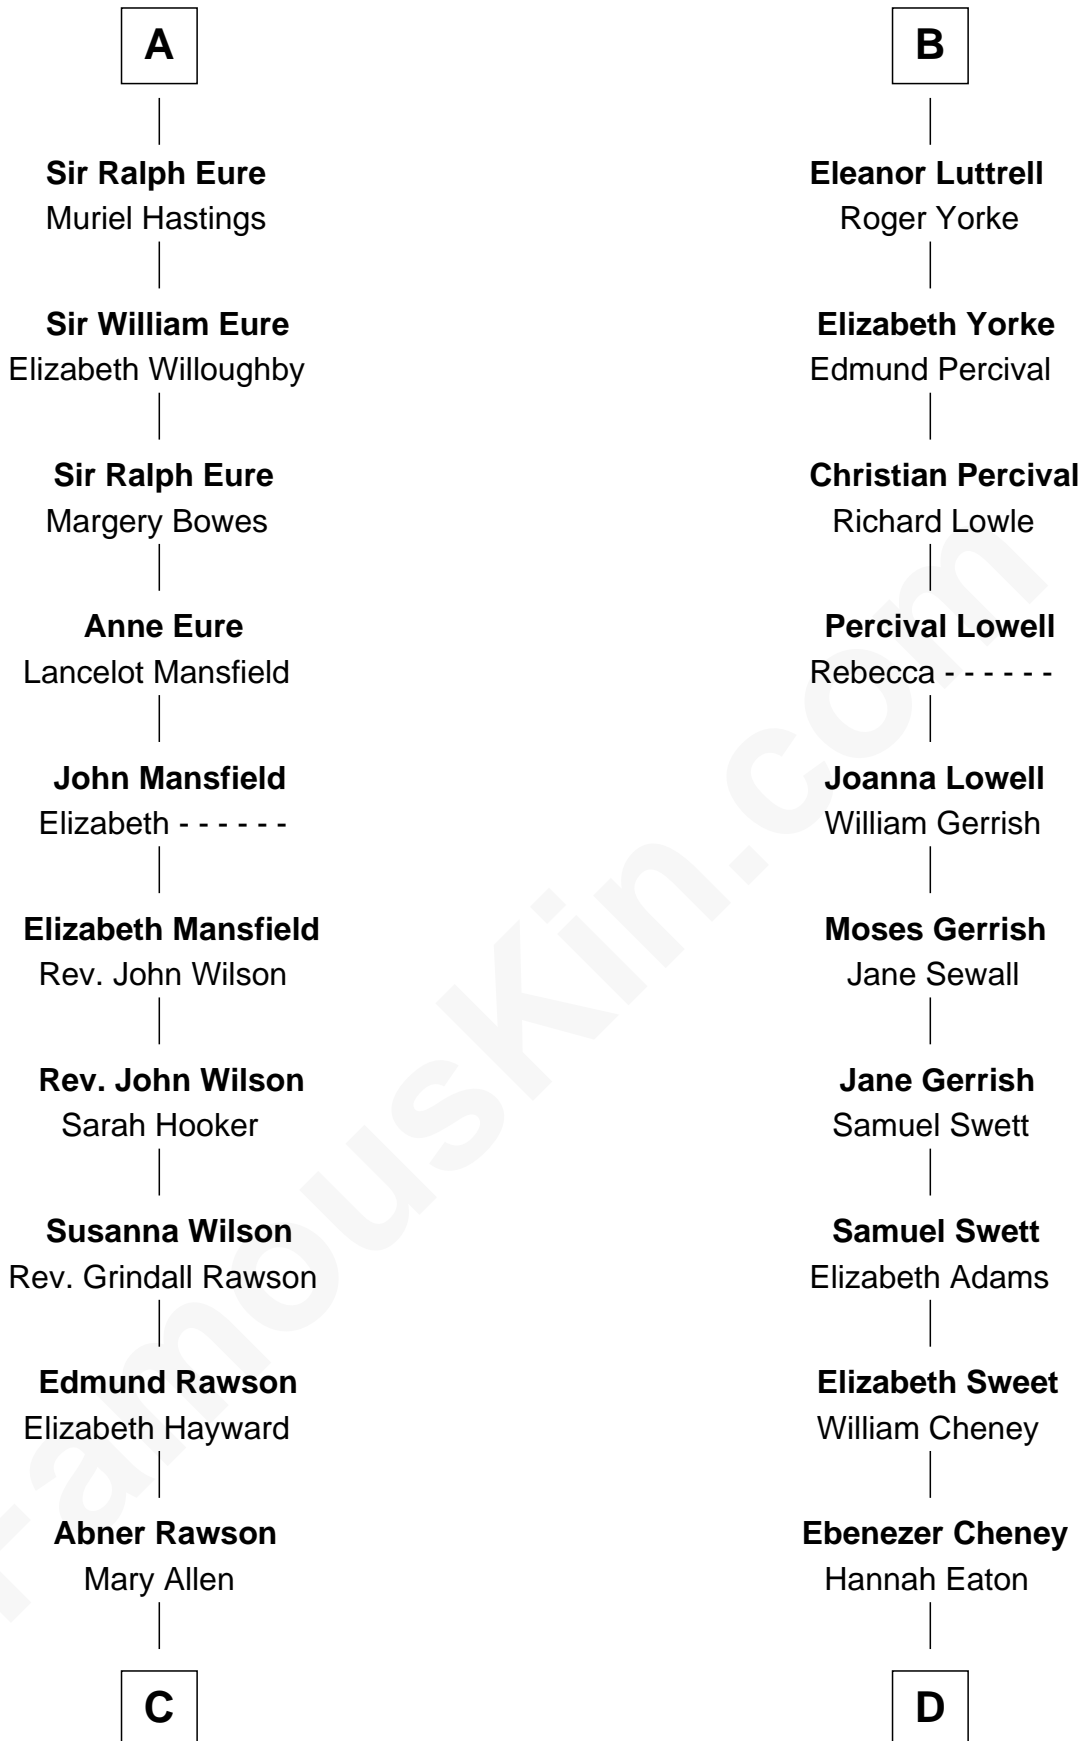 A
Sir Ralph Eure
Muriel Hastings
Sir William Eure
Elizabeth Willoughby
Sir Ralph Eure
Margery Bowes
Anne Eure
Lancelot Mansfield
John Mansfield
Elizabeth - - - - - -
Elizabeth Mansfield
Rev. John Wilson
Rev. John Wilson
Sarah Hooker
Susanna Wilson
Rev. Grindall Rawson
Edmund Rawson
Elizabeth Hayward
Abner Rawson
Mary Allen
C
B
Eleanor Luttrell
Roger Yorke
Elizabeth Yorke
Edmund Percival
Christian Percival
Richard Lowle
Percival Lowell
Rebecca - - - - - -
Joanna Lowell
William Gerrish
Moses Gerrish
Jane Sewall
Jane Gerrish
Samuel Swett
Samuel Swett
Elizabeth Adams
Elizabeth Sweet
William Cheney
Ebenezer Cheney
Hannah Eaton
D
FamousKin.com